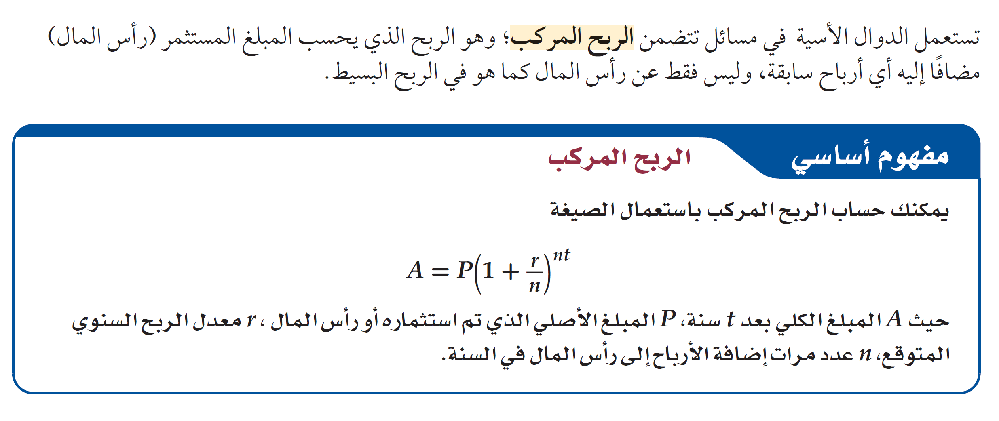 تستعمل الدوال الأسية في مسائل تتضمن الربح المركب؛ وهو الربح الذي يحسب المبلغ المستثمر (رأس المال)
مضافًا إليه أي أرباح سابقة، وليس فقط عن رأس المال كما هو في الربح البسيط.
مفهوم أساسي الربح المركب
يمكنك حساب الربح المركب باستعمال الصيغة
A = P(1 + r/n)^nt
حيث A المبلغ الكلي بعد t سنة، P المبلغ الأصلي الذي تم استثماره أو رأس المال ، r معدل الربح السنوي
المتوقع، n عدد مرات إضافة الأرباح إلى رأس المال في السنة.